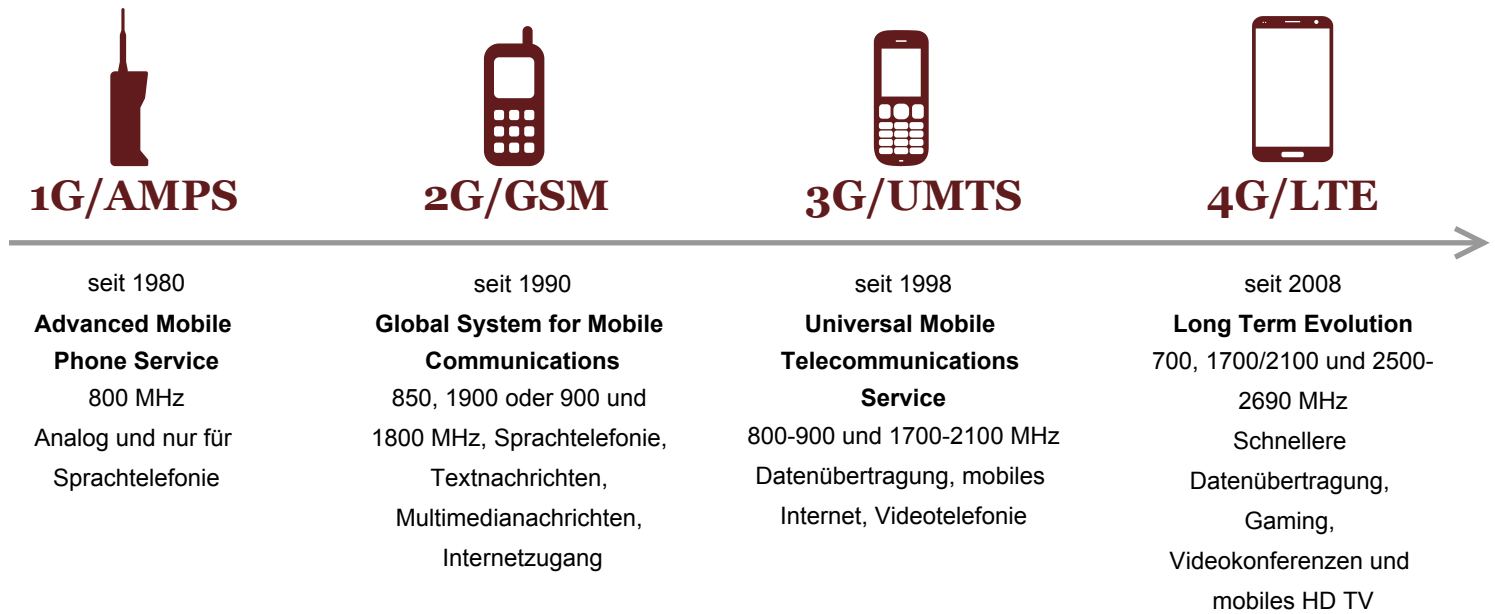 1G/AMPS
2G/GSM
3G/UMTS
4G/LTE
seit 1980
Advanced Mobile
Phone Service
800 MHz
Analog und nur für
Sprachtelefonie
seit 1990
Global System for Mobile
Communications
850, 1900 oder 900 und
1800 MHz, Sprachtelefonie,
Textnachrichten,
Multimedianachrichten,
Internetzugang
seit 1998
Universal Mobile
Telecommunications
Service
800-900 und 1700-2100 MHz
Datenübertragung, mobiles
Internet, Videotelefonie
seit 2008
Long Term Evolution
700, 1700/2100 und 2500-
2690 MHz
Schnellere
Datenübertragung,
Gaming,
Videokonferenzen und
mobiles HD TV